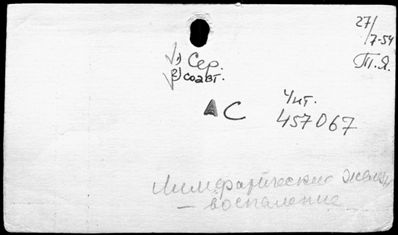 27/7-54
Т.Я.
1) Сер.
2) соавт.
АС
Чит.
457067
Лимфатические железы
— воспаление